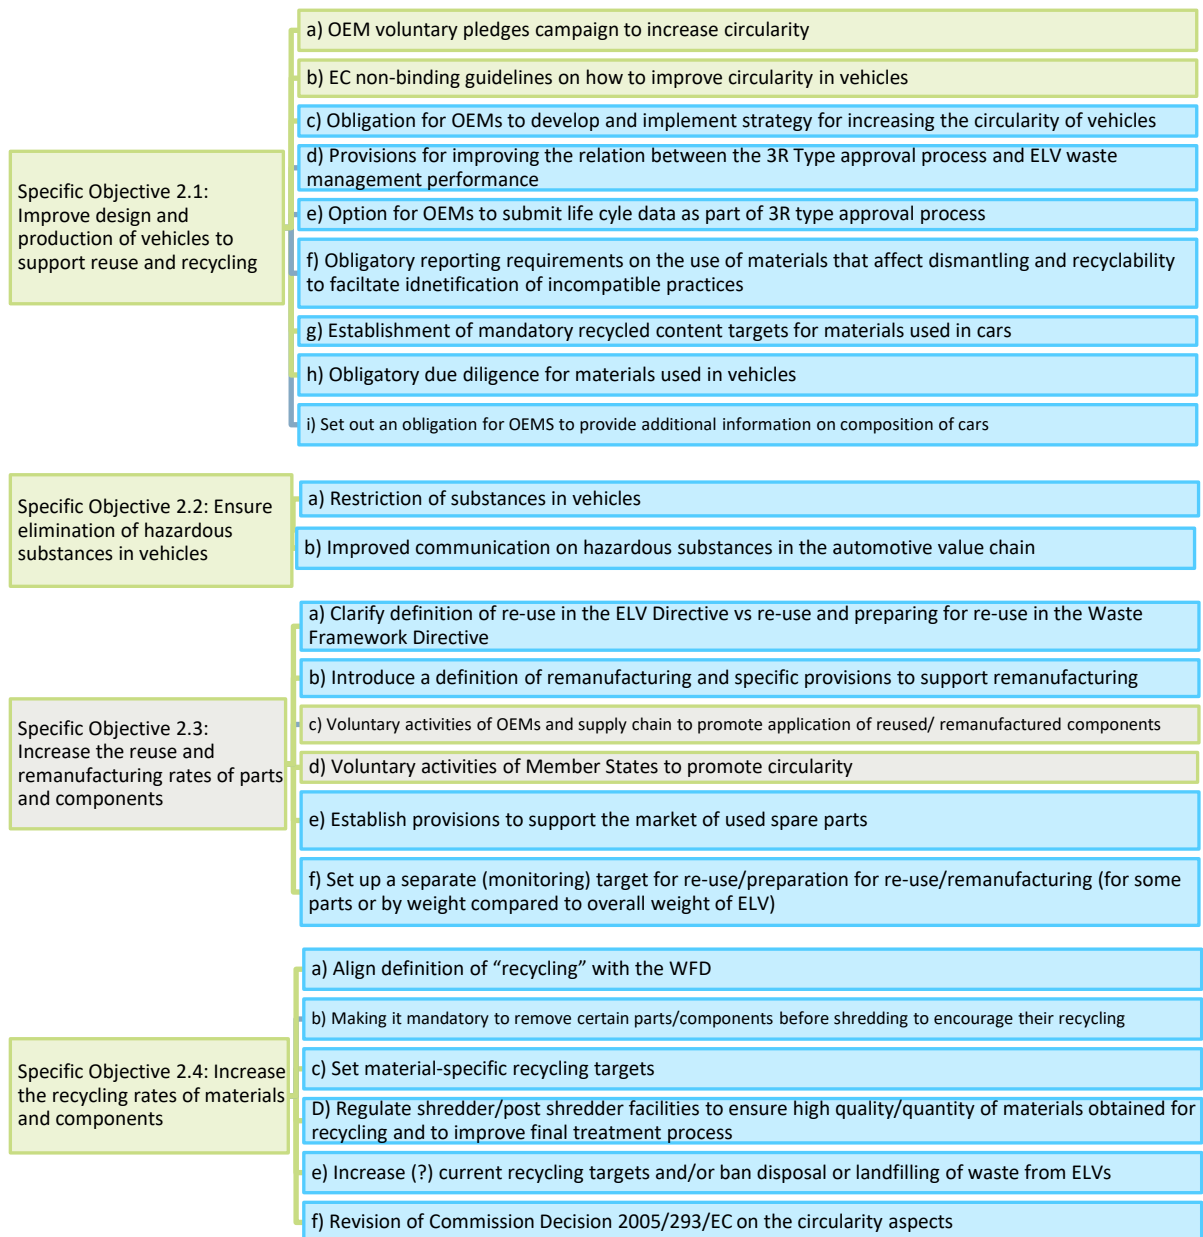 a) OEM voluntary pledges campaign to increase circularity
b) EC non-binding guidelines on how to improve circularity in vehicles
c) Obligation for OEMs to develop and implement strategy for increasing the circularity of vehicles
Specific Objective 2.1:
Improve design and
production of vehicles to
support reuse and recycling
d) Provisions for improving the relation between the 3R Type approval process and ELV waste
management performance
e) Option for OEMs to submit life cyle data as part of 3R type approval process
f) Obligatory reporting requirements on the use of materials that affect dismantling and recyclability
to faciltate idnetification of incompatible practices
g) Establishment of mandatory recycled content targets for materials used in cars
h) Obligatory due diligence for materials used in vehicles
i) Set out an obligation for OEMS to provide additional information on composition of cars
Specific Objective 2.2: Ensure
elimination of hazardous
substances in vehicles
a) Restriction of substances in vehicles
b) Improved communication on hazardous substances in the automotive value chain
a) Clarify definition of re-use in the ELV Directive vs re-use and preparing for re-use in the Waste
Framework Directive
b) Introduce a definition of remanufacturing and specific provisions to support remanufacturing
Specific Objective 2.3:
Increase the reuse and
remanufacturing rates of parts
and components
c) Voluntary activities of OEMs and supply chain to promote application of reused/ remanufactured components
d) Voluntary activities of Member States to promote circularity
e) Establish provisions to support the market of used spare parts
f) Set up a separate (monitoring) target for re-use/preparation for re-use/remanufacturing (for some
parts or by weight compared to overall weight of ELV)
a) Align definition of “recycling” with the WFD
b) Making it mandatory to remove certain parts/components before shredding to encourage their recycling
Specific Objective 2.4: Increase
the recycling rates of materials
and components
c) Set material-specific recycling targets
D) Regulate shredder/post shredder facilities to ensure high quality/quantity of materials obtained for
recycling and to improve final treatment process
e) Increase (?) current recycling targets and/or ban disposal or landfilling of waste from ELVs
f) Revision of Commission Decision 2005/293/EC on the circularity aspects